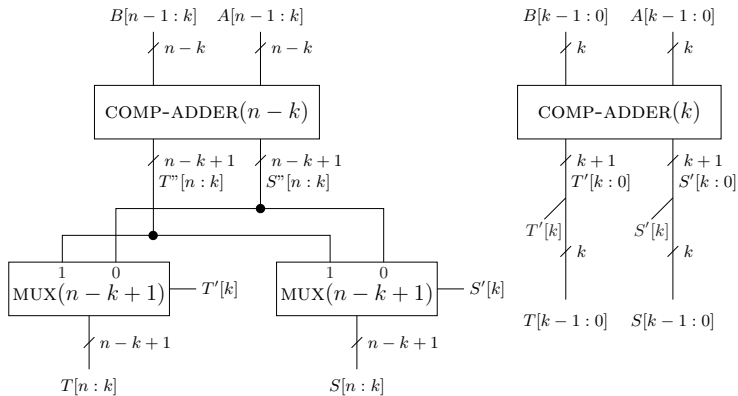 B[n − 1 : k] A[n − 1 : k] B[k − 1 : 0] A[k − 1 : 0]
n − k n − k k k
COMP-ADDER(n − k) COMP-ADDER(k)
n − k + 1 n − k + 1 k + 1 k + 1
T”[n : k] S”[n : k] T′[k : 0] S′[k : 0]
T′[k] S′[k]
k k
1 0 1 0
MUX(n − k + 1) T′[k] MUX(n − k + 1) S′[k]
T[k − 1 : 0] S[k − 1 : 0]
n − k + 1 n − k + 1
T[n : k] S[n : k]